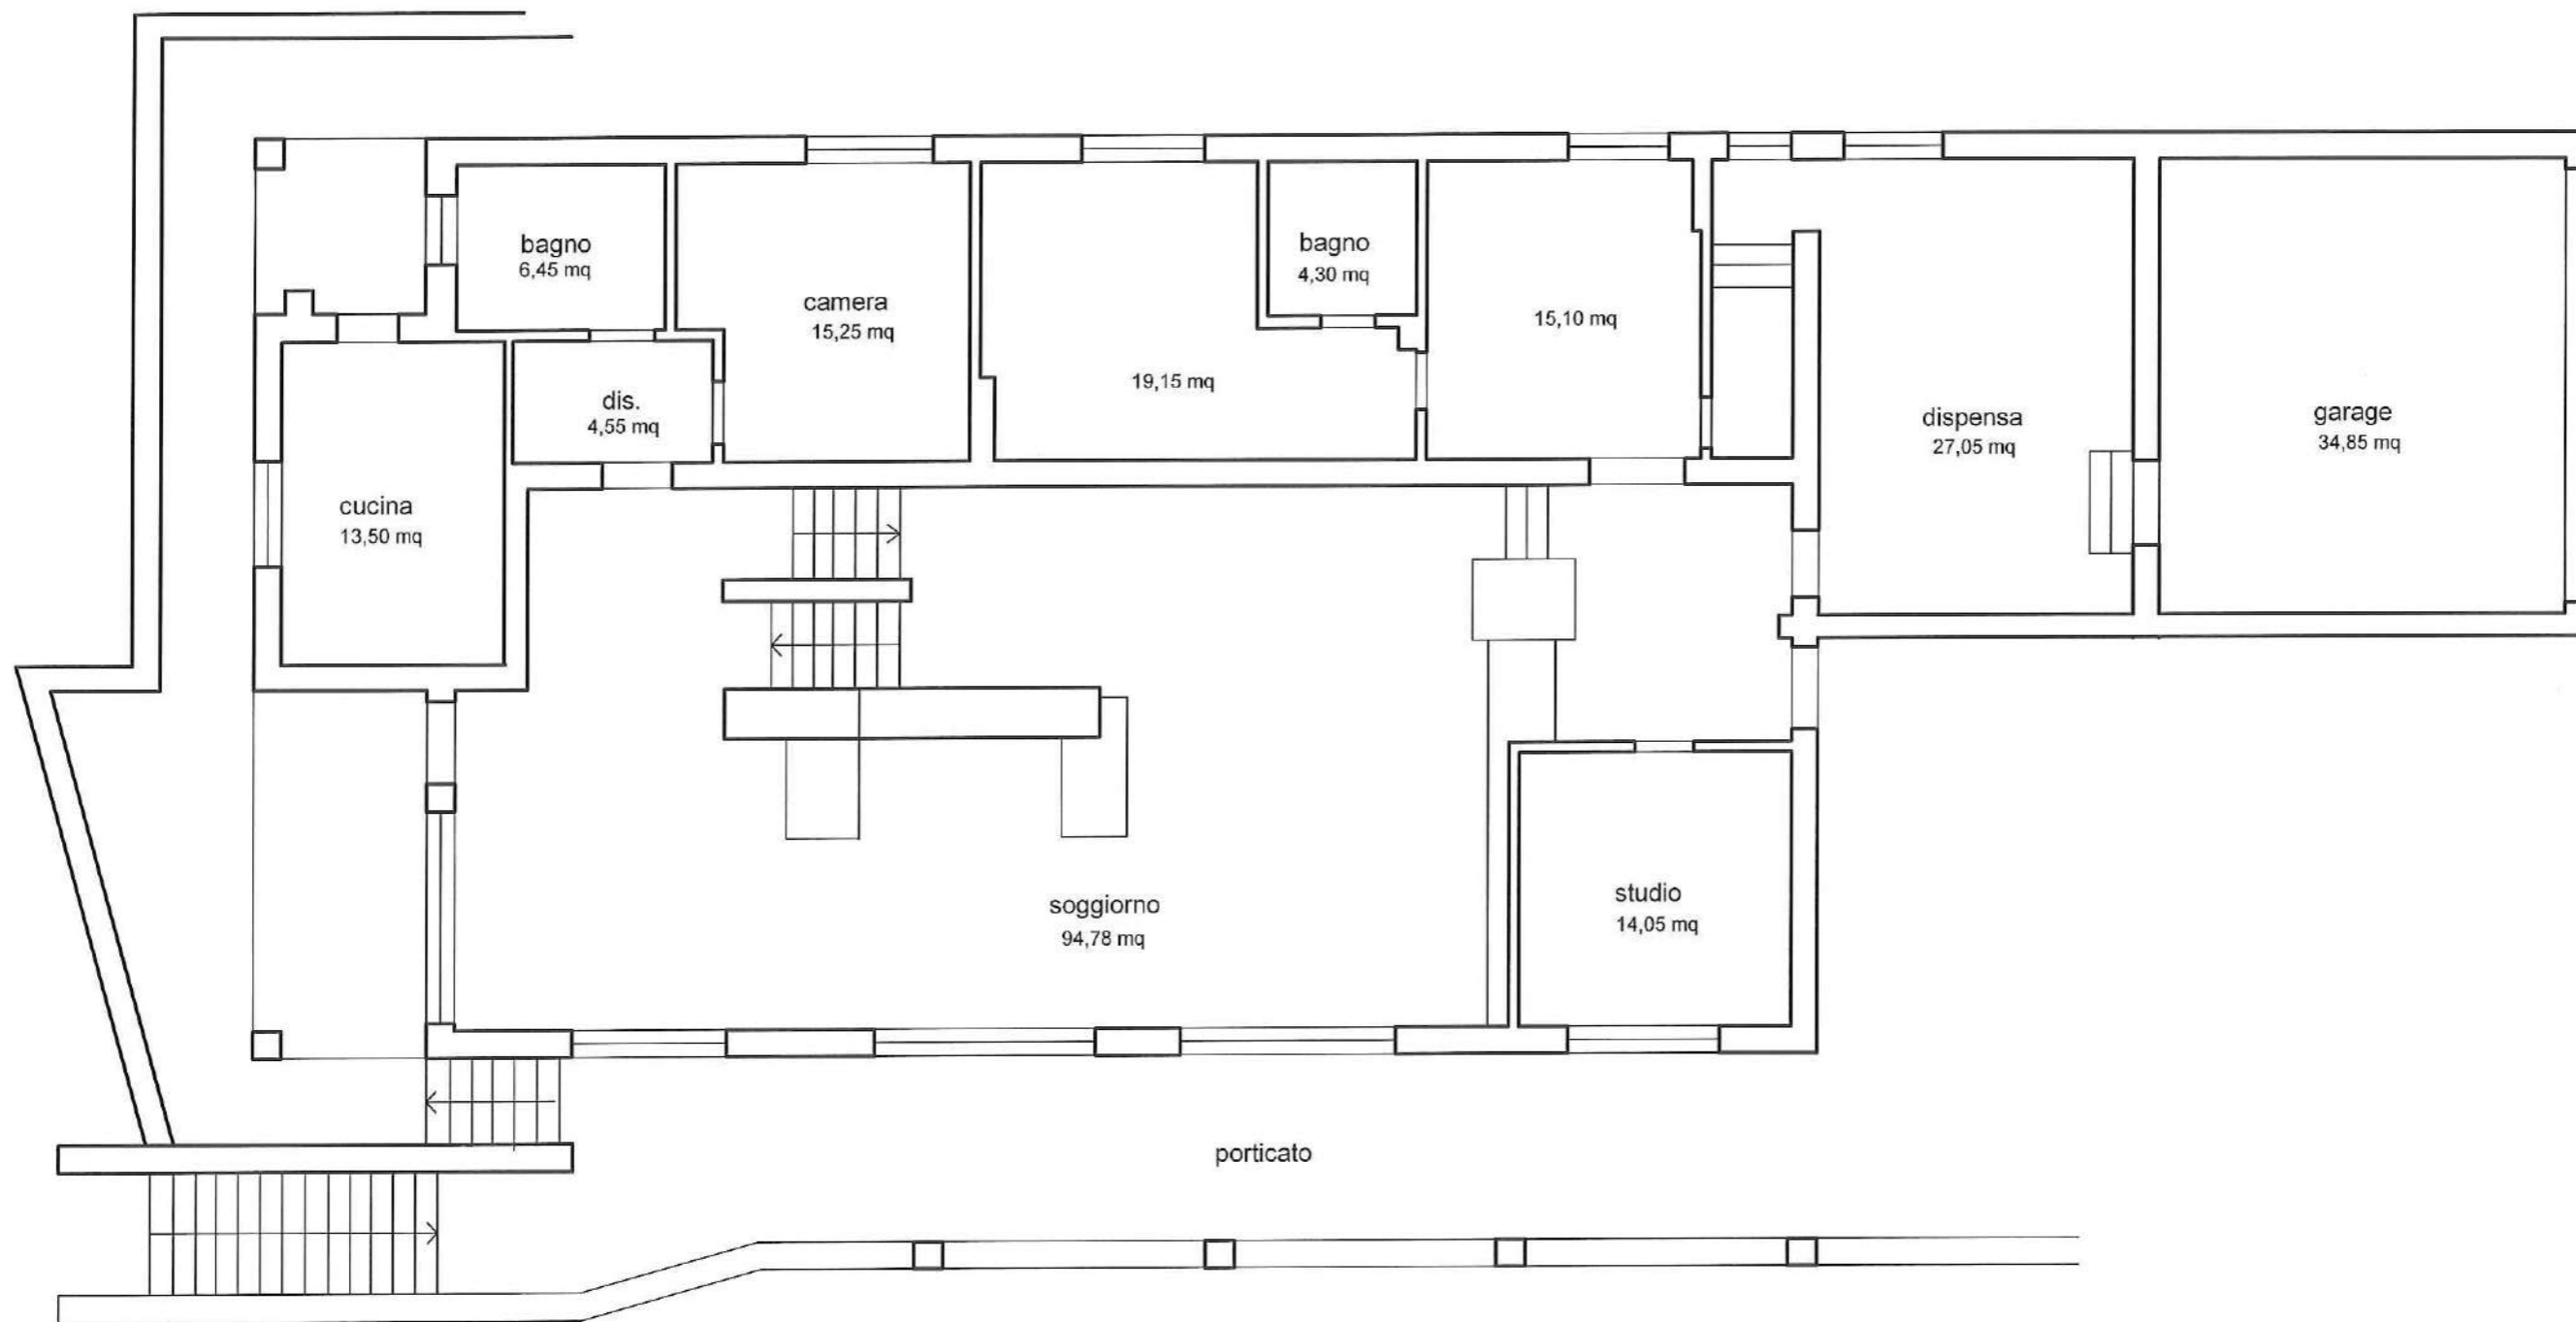 bagno
6,45 mq
camera
15,25 mq
bagno
4,30 mq
15,10 mq
19,15 mq
dis.
4,55 mq
dispensa
27,05 mq
garage
34,85 mq
cucina
13,50 mq
soggiorno
94,78 mq
studio
14,05 mq
porticato